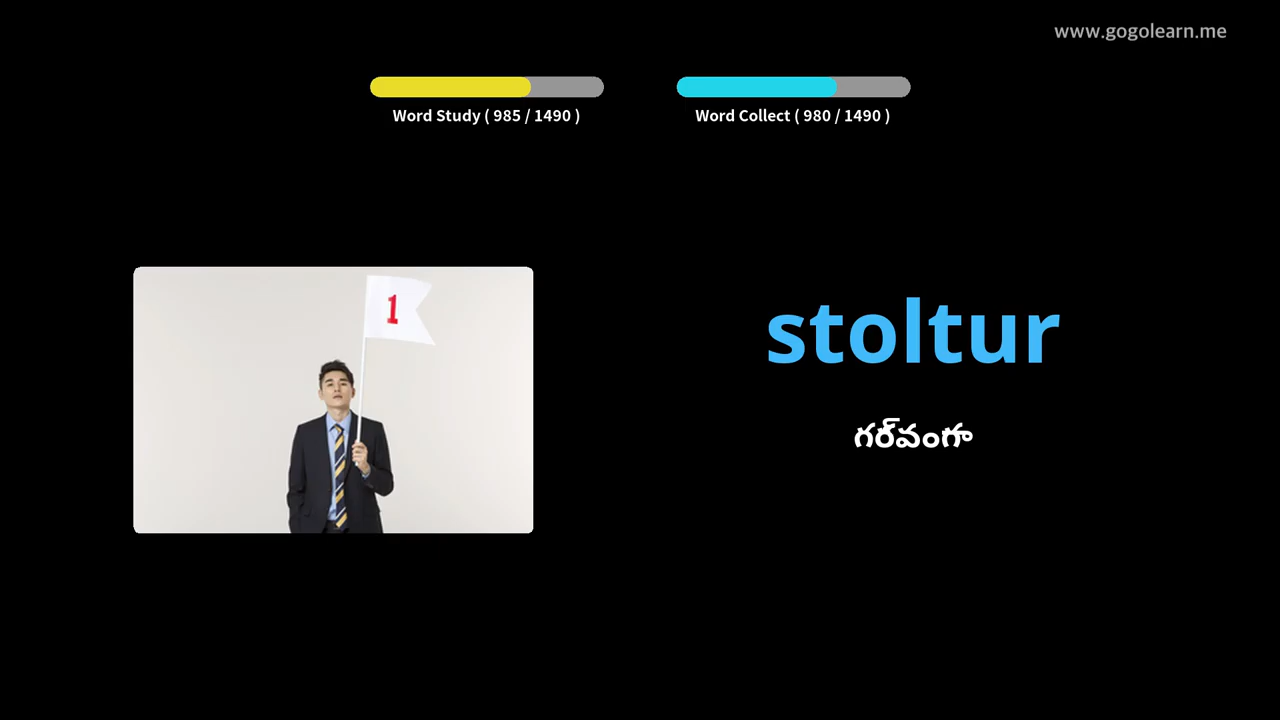 www.gogolearn.me
Word Study ( 985 / 1490 )
Word Collect ( 980 / 1490 )
1
stoltur
గర్‌వంగా